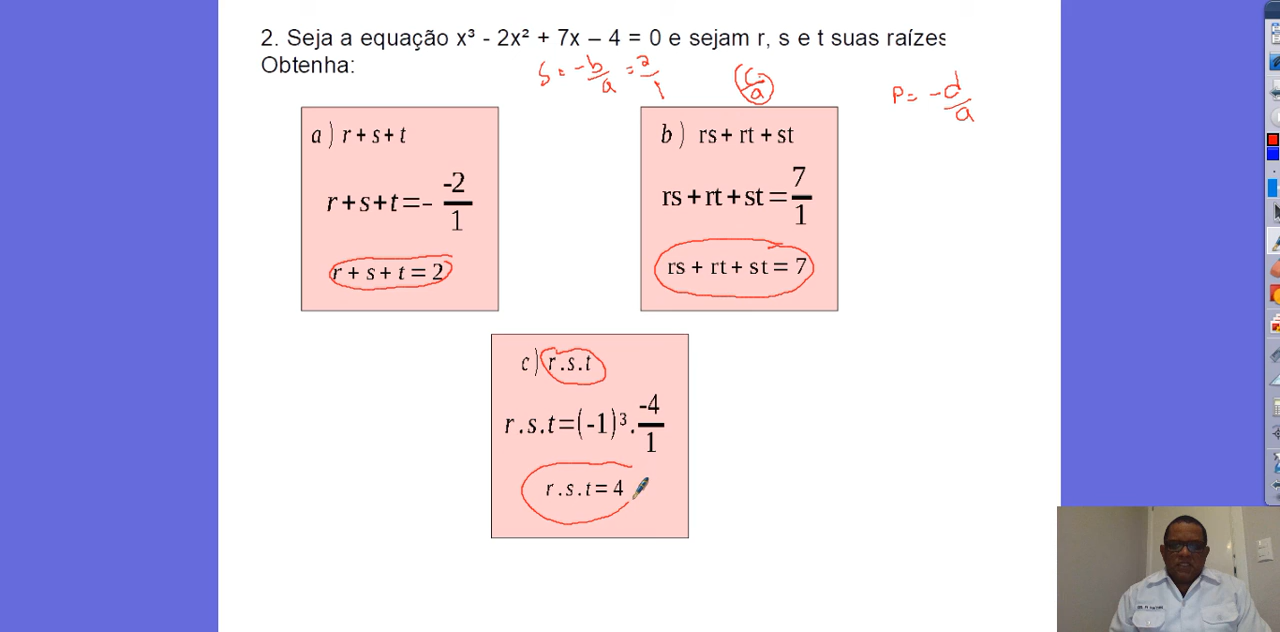 2. Seja a equação x³ - 2x² + 7x – 4 = 0 e sejam r, s e t suas raízes
Obtenha:
S = -b/a = 2/1
c/a
P = -d/a
a) r + s + t
r+s+t=- -2/1
r + s + t = 2
b) rs + rt + st
rs +rt +st = 7/1
rs + rt + st = 7
c) r.s.t
r.s.t=(-1)³. -4/1
r.s.t= 4